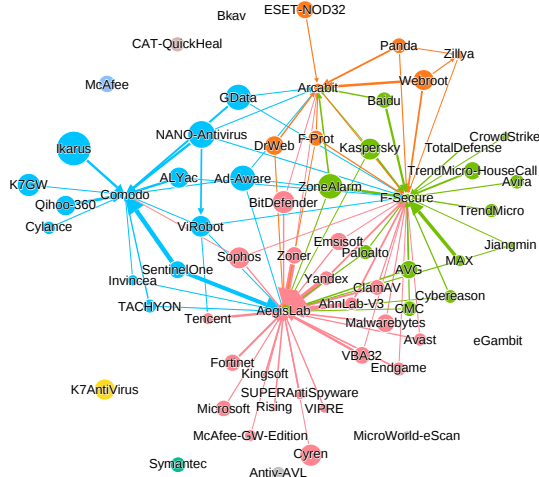 ESET-NOD32
Bkav
CAT-QuickHeal
Panda
Zillya
McAfee
GData
Arcabit
Webroot
Baidu
NANO-Antivirus
DrWeb
F-Prot
Kaspersky
CrowdStrike
TotalDefense
Ikarus
K7GW
ALYac
Ad-Aware
ZoneAlarm
TrendMicro-HouseCall
Avira
Comodo
F-Secure
Qihoo-360
BitDefender
TrendMicro
Cylance
ViRobot
Emsisoft
Jiangmin
Sophos
Zoner
Paloalto
MAX
SentinelOne
AVG
Invincea
Yandex
ClamAV
Cybereason
TACHYON
AhnLab-V3
CMC
Tencent
AegisLab
Malwarebytes
Avast
eGambit
VBA32
Fortinet
Endgame
Kingsoft
K7AntiVirus
SUPERAntiSpyware
Microsoft
Rising
VIPRE
McAfee-GW-Edition
MicroWorld-eScan
Cyren
Symantec
Antiy-AVL